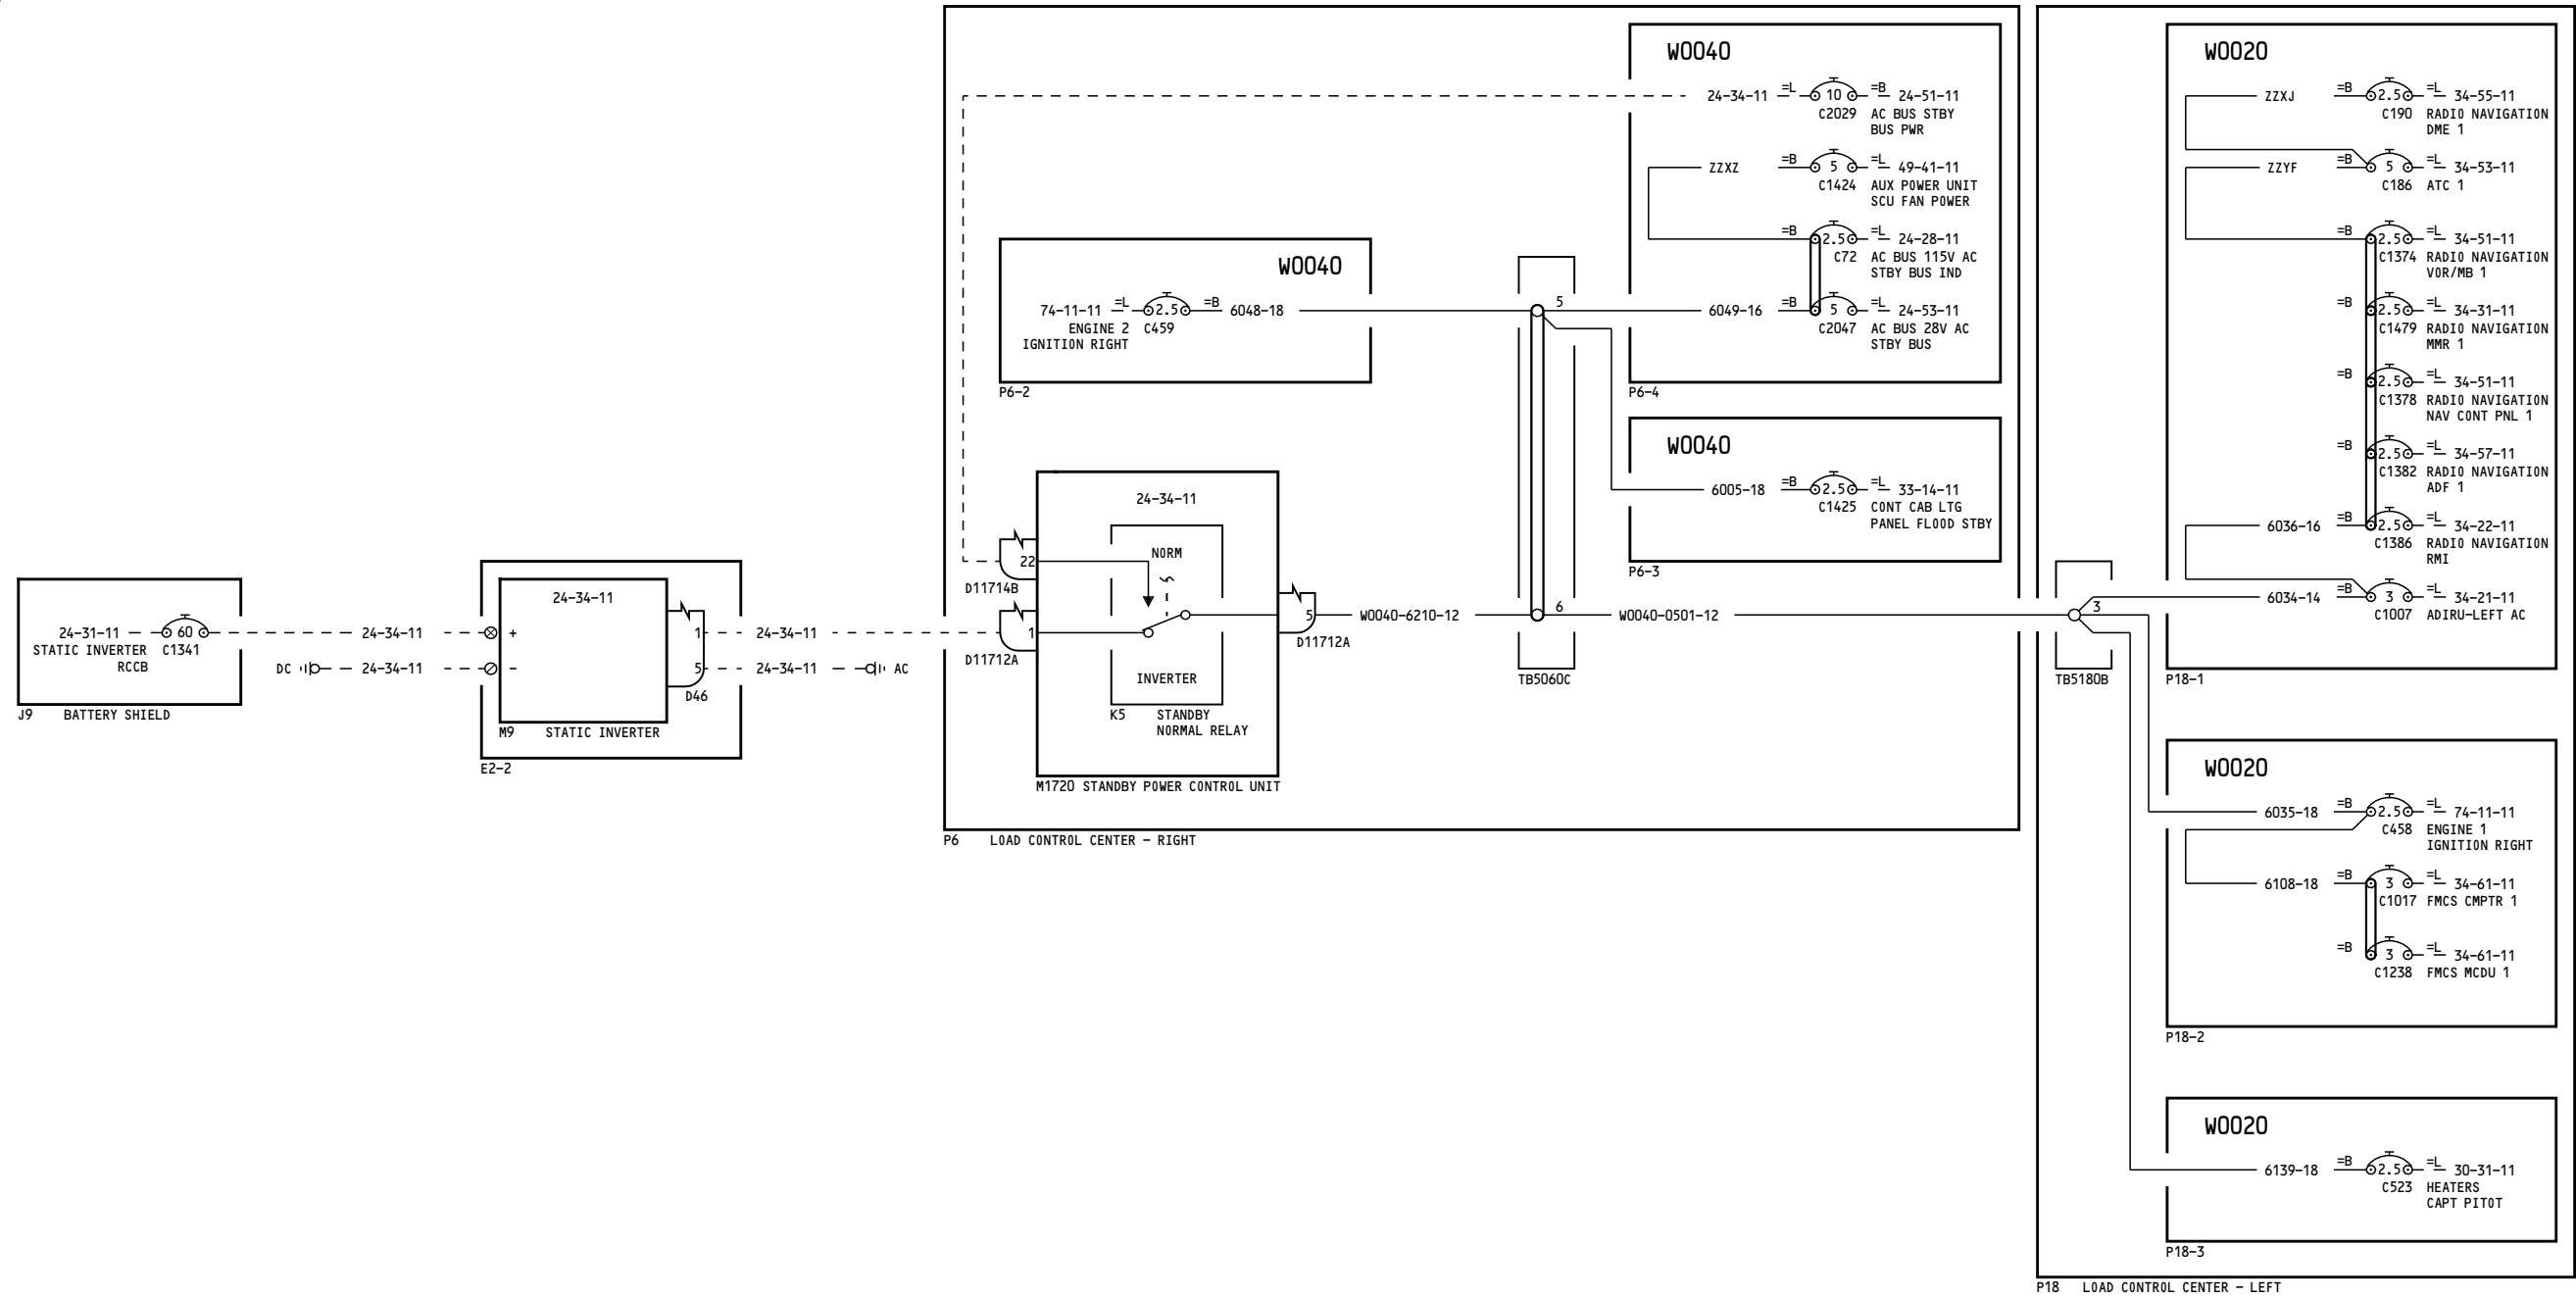 24-31-11
60
STATIC INVERTER C1341
RCCB
J9 BATTERY SHIELD
24-34-11
DC
24-34-11
24-34-11
+
-
1
5
D46
M9 STATIC INVERTER
E2-2
24-34-11
24-34-11
AC
W0040
74-11-11 =L 2.5 =B 6048-18
ENGINE 2 C459
IGNITION RIGHT
P6-2
24-34-11
NORM
22
D11714B
1
D11712A
5
D11712A
INVERTER
K5 STANDBY
NORMAL RELAY
M1720 STANDBY POWER CONTROL UNIT
W0040-6210-12
5
6
TB5060C
W0040-0501-12
W0040
24-34-11 =L 10 =B 24-51-11
C2029 AC BUS STBY
BUS PWR
ZZXZ =B 5 =L 49-41-11
C1424 AUX POWER UNIT
SCU FAN POWER
=B 2.5 =L 24-28-11
C72 AC BUS 115V AC
STBY BUS IND
6049-16 =B 5 =L 24-53-11
C2047 AC BUS 28V AC
STBY BUS
P6-4
W0040
6005-18 =B 2.5 =L 33-14-11
C1425 CONT CAB LTG
PANEL FLOOD STBY
P6-3
P6 LOAD CONTROL CENTER - RIGHT
3
TB5180B
W0020
ZZXJ =B 2.5 =L 34-55-11
C190 RADIO NAVIGATION
DME 1
ZZYF =B 5 =L 34-53-11
C186 ATC 1
=B 2.5 =L 34-51-11
C1374 RADIO NAVIGATION
VOR/MB 1
=B 2.5 =L 34-31-11
C1479 RADIO NAVIGATION
MMR 1
=B 2.5 =L 34-51-11
C1378 RADIO NAVIGATION
NAV CONT PNL 1
=B 2.5 =L 34-57-11
C1382 RADIO NAVIGATION
ADF 1
6036-16 =B 2.5 =L 34-22-11
C1386 RADIO NAVIGATION
RMI
6034-14 =B 3 =L 34-21-11
C1007 ADIRU-LEFT AC
P18-1
W0020
6035-18 =B 2.5 =L 74-11-11
C458 ENGINE 1
IGNITION RIGHT
6108-18 =B 3 =L 34-61-11
C1017 FMCS CMPTR 1
=B 3 =L 34-61-11
C1238 FMCS MCDU 1
P18-2
W0020
6139-18 =B 2.5 =L 30-31-11
C523 HEATERS
CAPT PITOT
P18-3
P18 LOAD CONTROL CENTER - LEFT